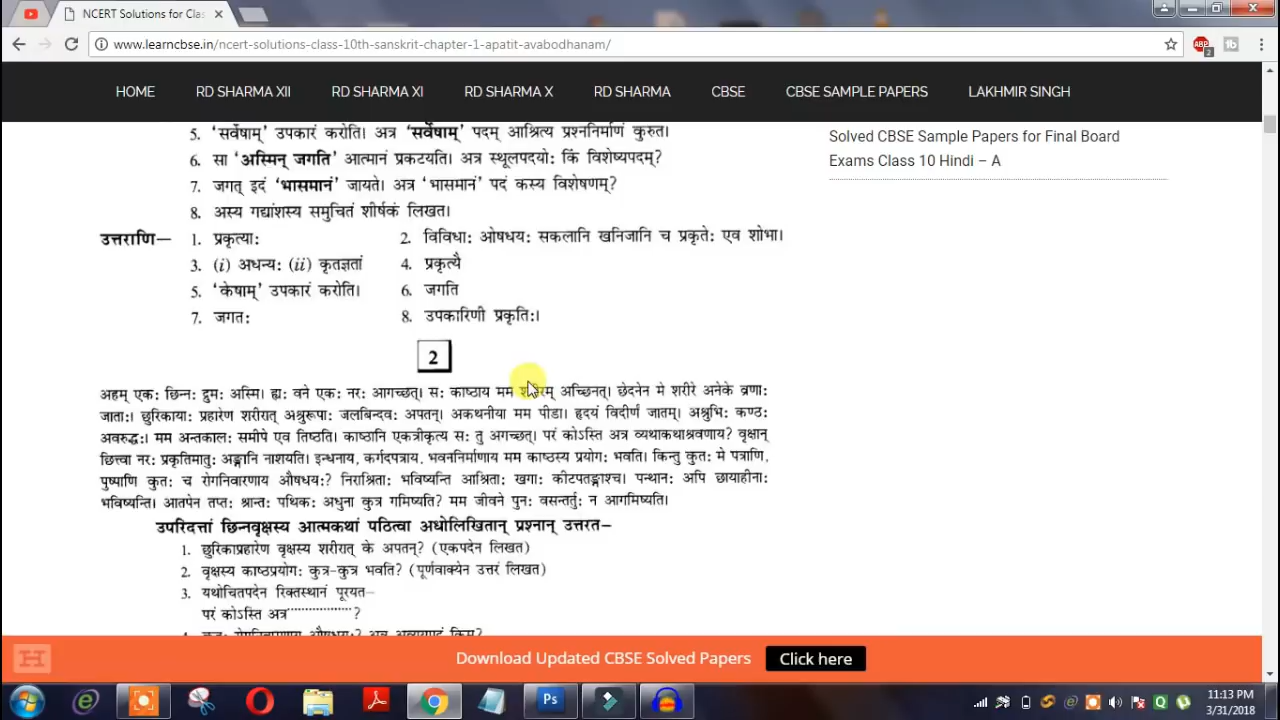 NCERT Solutions for Clas
www.learncbse.in/ncert-solutions-class-10th-sanskrit-chapter-1-apatit-avabodhanam/
HOME RD SHARMA XII RD SHARMA XI RD SHARMA X RD SHARMA CBSE CBSE SAMPLE PAPERS LAKHMIR SINGH
5. 'सर्वेषाम्' उपकारं करोति। अत्र 'सर्वेषाम्' पदम् आश्रित्य प्रश्ननिर्माणं कुरुत।
6. सा 'अस्मिन् जगति' आत्मानं प्रकटयति। अत्र स्थूलपदयोः किं विशेष्यपदम्?
7. जगत् इदं 'भासमानं' जायते। अत्र 'भासमानं' पदं कस्य विशेषणम्?
8. अस्य गद्यांशस्य समुचितं शीर्षकं लिखत।
उत्तराणि– 1. प्रकृत्याः 2. विविधाः ओषधयः सकलानि खनिजानि च प्रकृतेः एव शोभा।
3. (i) अधन्यः (ii) कृतज्ञतां 4. प्रकृत्यै
5. 'केषाम्' उपकारं करोति। 6. जगति
7. जगतः 8. उपकारिणी प्रकृतिः।
2
अहम् एकः छिन्नः द्रुमः अस्मि। ह्यः वने एकः नरः आगच्छत्। सः काष्ठाय मम शरीरम् अच्छिनत्। छेदनेन मे शरीरे अनेके व्रणाः
जाताः। छुरिकायाः प्रहारेण शरीरात् अश्रुरूपाः जलबिन्दवः अपतन्। अकथनीया मम पीडा। हृदयं विदीर्णं जातम्। अश्रुभिः कण्ठः
अवरुद्धः। मम अन्तकालः समीपे एव तिष्ठति। काष्ठानि एकत्रीकृत्य सः तु अगच्छत्। परं कोऽस्ति अत्र व्यथाकथाश्रवणाय? वृक्षान्
छित्त्वा नरः प्रकृतिमातुः अङ्गानि नाशयति। इन्धनाय, कर्गदपत्राय, भवननिर्माणाय मम काष्ठस्य प्रयोगः भवति। किन्तु कुतः मे पत्राणि,
पुष्पाणि कुतः च रोगनिवारणाय औषधयः? निराश्रिताः भविष्यन्ति आश्रिताः खगाः कीटपतङ्गाश्च। पन्थानः अपि छायाहीनाः
भविष्यन्ति। आतपेन तप्तः श्रान्तः पथिकः अधुना कुत्र गमिष्यति? मम जीवने पुनः वसन्तर्तुः न आगमिष्यति।
उपरिदत्तां छिन्नवृक्षस्य आत्मकथां पठित्वा अधोलिखितान् प्रश्नान् उत्तरत–
1. छुरिकाप्रहारेण वृक्षस्य शरीरात् के अपतन्? (एकपदेन लिखत)
2. वृक्षस्य काष्ठप्रयोगः कुत्र-कुत्र भवति? (पूर्णवाक्येन उत्तरं लिखत)
3. यथोचितपदेन रिक्तस्थानं पूरयत–
परं कोऽस्ति अत्र...................?
4. कुतः रोगनिवारणाय औषधयः? अत्र अव्ययपदं किम्?
Solved CBSE Sample Papers for Final Board
Exams Class 10 Hindi – A
Download Updated CBSE Solved Papers Click here
11:13 PM
3/31/2018